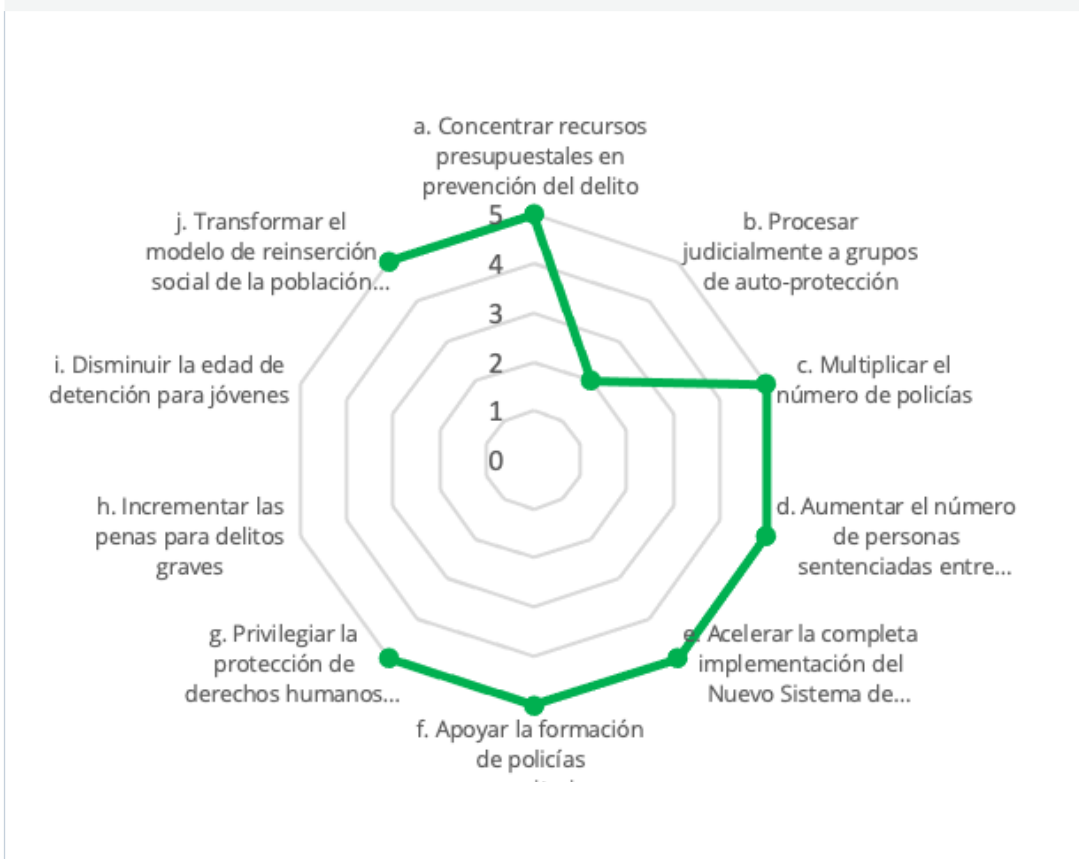 a. Concentrar recursos
presupuestales en
prevención del delito
b. Procesar
judicialmente a grupos
de auto-protección
c. Multiplicar el
número de policías
d. Aumentar el número
de personas
sentenciadas entre...
e. Acelerar la completa
implementación del
Nuevo Sistema de...
f. Apoyar la formación
de policías
g. Privilegiar la
protección de
derechos humanos...
h. Incrementar las
penas para delitos
graves
i. Disminuir la edad de
detención para jóvenes
j. Transformar el
modelo de reinserción
social de la población...
5
4
3
2
1
0